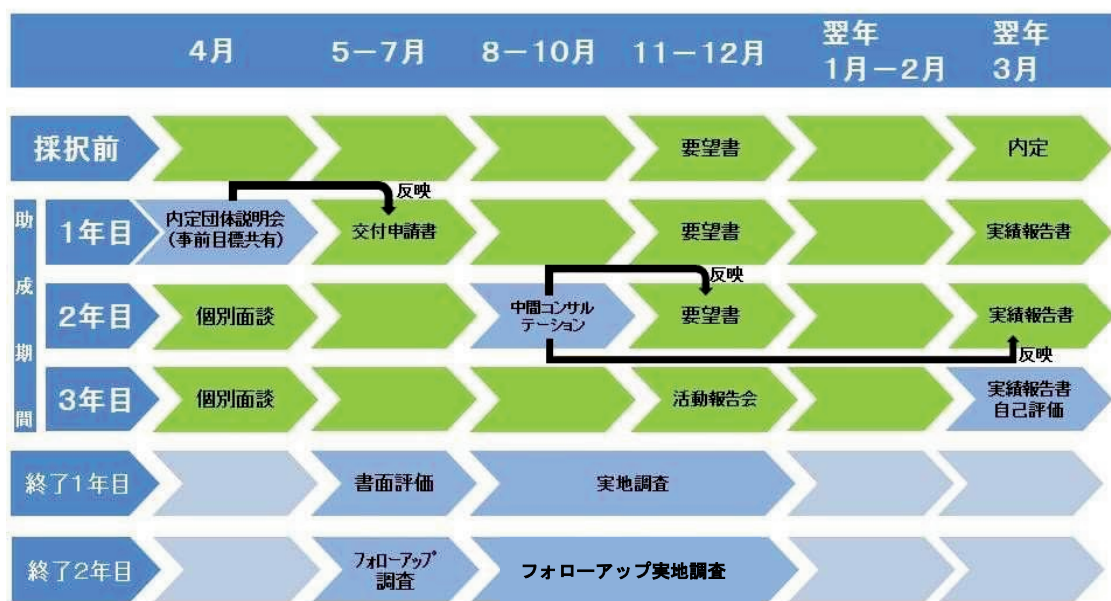 4月
5－7月
8－10月
11－12月
翌年
1月－2月
翌年
3月
採択前
要望書
内定
助成期間
1年目
内定団体説明会
(事前目標共有)
反映
交付申請書
要望書
実績報告書
2年目
個別面談
中間コンサル
テーション
反映
要望書
実績報告書
反映
3年目
個別面談
活動報告会
実績報告書
自己評価
終了1年目
書面評価
実地調査
終了2年目
フォローアップ
調査
フォローアップ実地調査